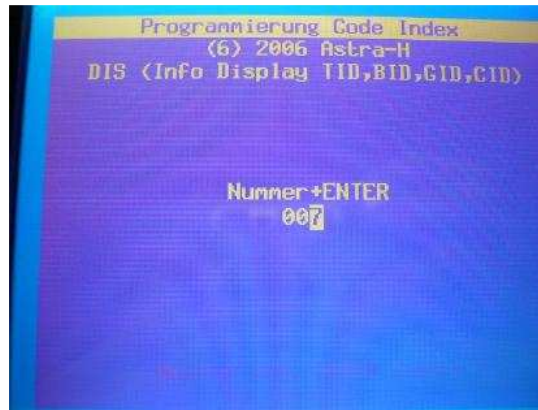 Programmierung Code Index
(6) 2006 Astra-H
DIS (Info Display TID,BID,GID,CID)
Nummer+ENTER
007